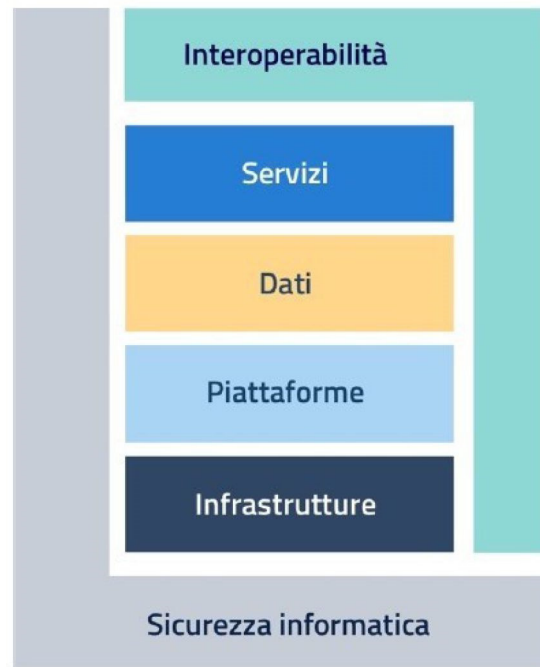 Interoperabilità
Servizi
Dati
Piattaforme
Infrastrutture
Sicurezza informatica